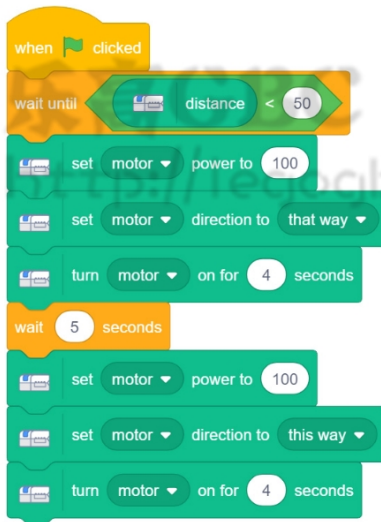 when clicked
wait until distance < 50
set motor power to 100
set motor direction to that way
turn motor on for 4 seconds
wait 5 seconds
set motor power to 100
set motor direction to this way
turn motor on for 4 seconds